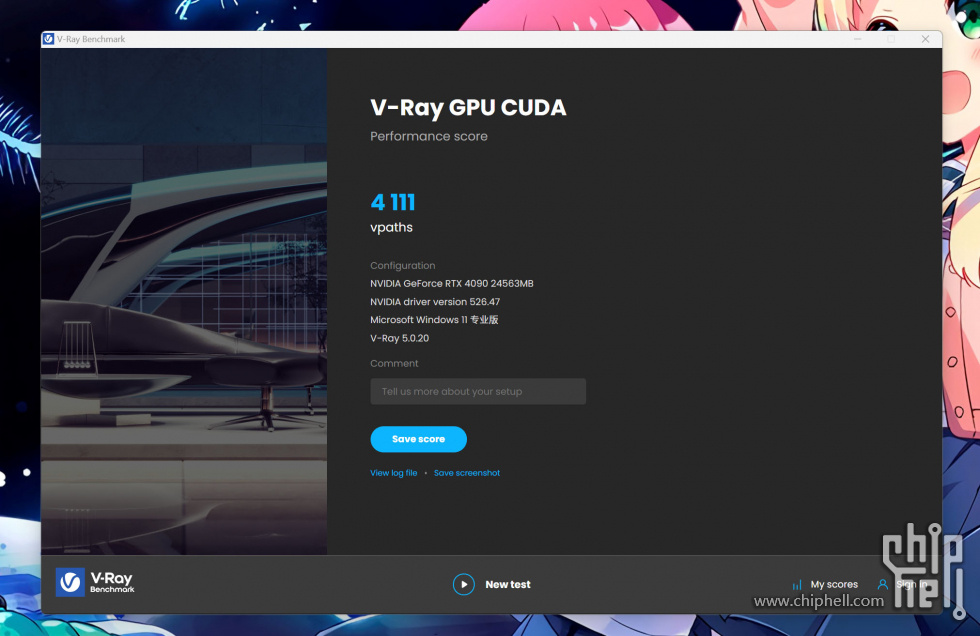 V-Ray Benchmark
V-Ray GPU CUDA
Performance score
4 111
vpaths
Configuration
NVIDIA GeForce RTX 4090 24563MB
NVIDIA driver version 526.47
Microsoft Windows 11 专业版
V-Ray 5.0.20
Comment
Tell us more about your setup
Save score
View log file • Save screenshot
V-Ray
Benchmark
New test
My scores
Sign in
www.chiphell.com
chip
hell